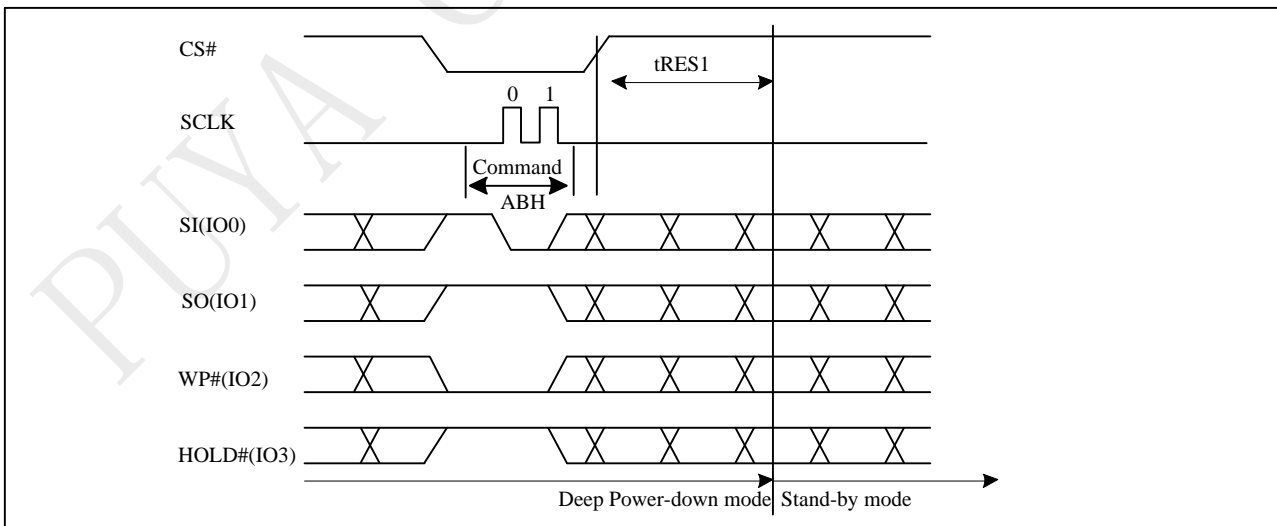 CS#
tRES1
0 1
SCLK
Command
ABH
SI(IO0)
SO(IO1)
WP#(IO2)
HOLD#(IO3)
Deep Power-down mode Stand-by mode
PUYA